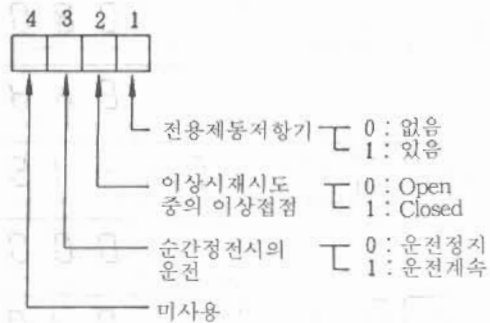 4 3 2 1
전용제동저항기 0 : 없음
1 : 있음
이상시재시도 0 : Open
중의 이상접점 1 : Closed
순간정전시의 0 : 운전정지
운전 1 : 운전계속
미사용